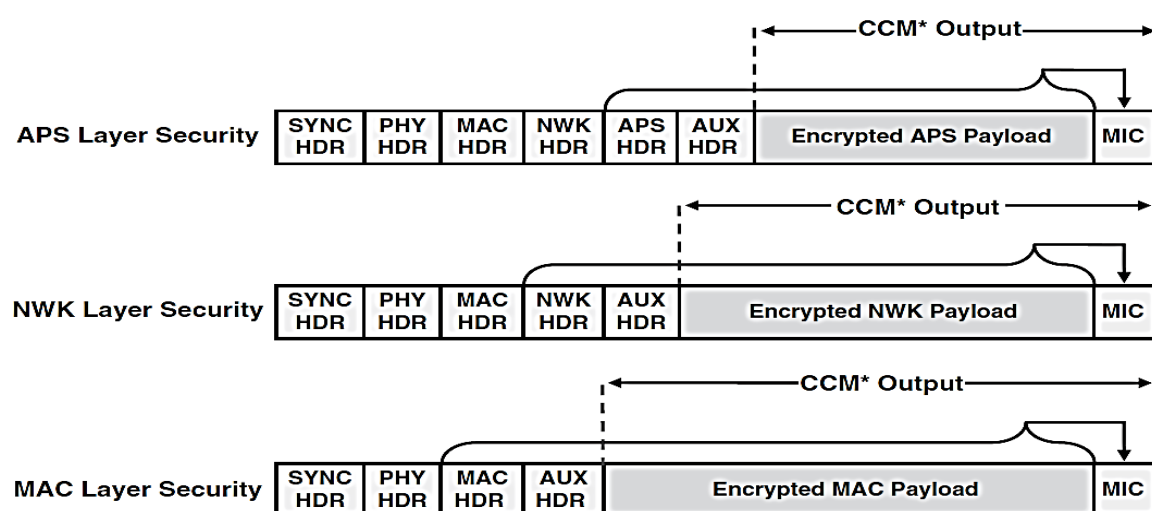 CCM* Output
APS Layer Security
SYNC HDR
PHY HDR
MAC HDR
NWK HDR
APS HDR
AUX HDR
Encrypted APS Payload
MIC
CCM* Output
NWK Layer Security
SYNC HDR
PHY HDR
MAC HDR
NWK HDR
AUX HDR
Encrypted NWK Payload
MIC
CCM* Output
MAC Layer Security
SYNC HDR
PHY HDR
MAC HDR
AUX HDR
Encrypted MAC Payload
MIC